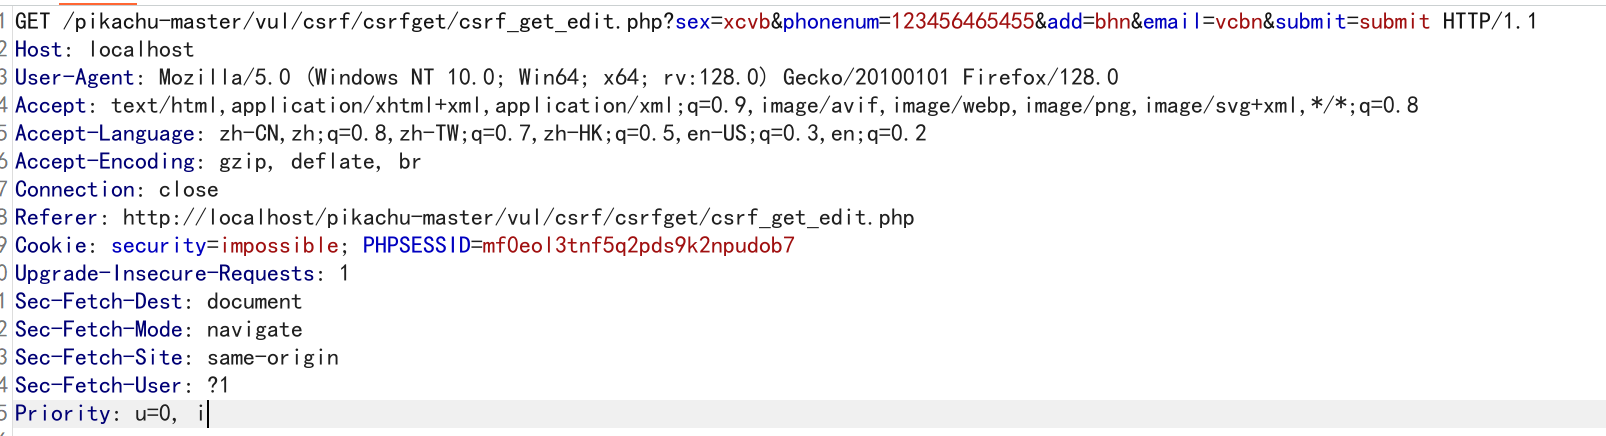 1 GET /pikachu-master/vul/csrf/csrfget/csrf_get_edit.php?sex=xcvb&phonenum=123456465455&add=bhn&email=vcbn&submit=submit HTTP/1.1
2 Host: localhost
3 User-Agent: Mozilla/5.0 (Windows NT 10.0; Win64; x64; rv:128.0) Gecko/20100101 Firefox/128.0
4 Accept: text/html,application/xhtml+xml,application/xml;q=0.9,image/avif,image/webp,image/png,image/svg+xml,*/*;q=0.8
5 Accept-Language: zh-CN,zh;q=0.8,zh-TW;q=0.7,zh-HK;q=0.5,en-US;q=0.3,en;q=0.2
6 Accept-Encoding: gzip, deflate, br
7 Connection: close
8 Referer: http://localhost/pikachu-master/vul/csrf/csrfget/csrf_get_edit.php
9 Cookie: security=impossible; PHPSESSID=mf0eol3tnf5q2pds9k2npudob7
0 Upgrade-Insecure-Requests: 1
1 Sec-Fetch-Dest: document
2 Sec-Fetch-Mode: navigate
3 Sec-Fetch-Site: same-origin
4 Sec-Fetch-User: ?1
5 Priority: u=0, i